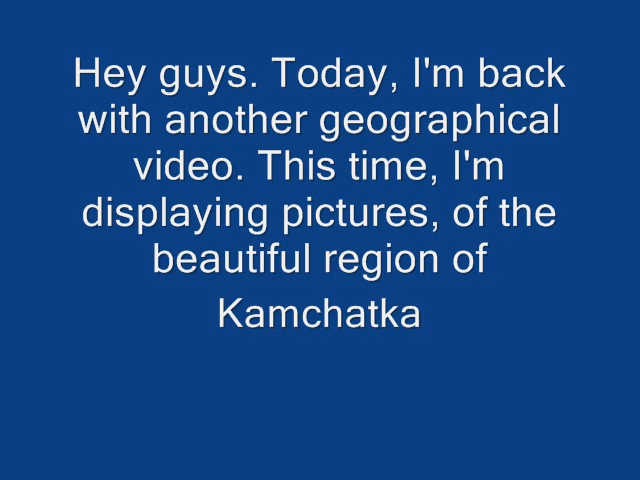 Hey guys. Today, I'm back
with another geographical
video. This time, I'm
displaying pictures, of the
beautiful region of
Kamchatka